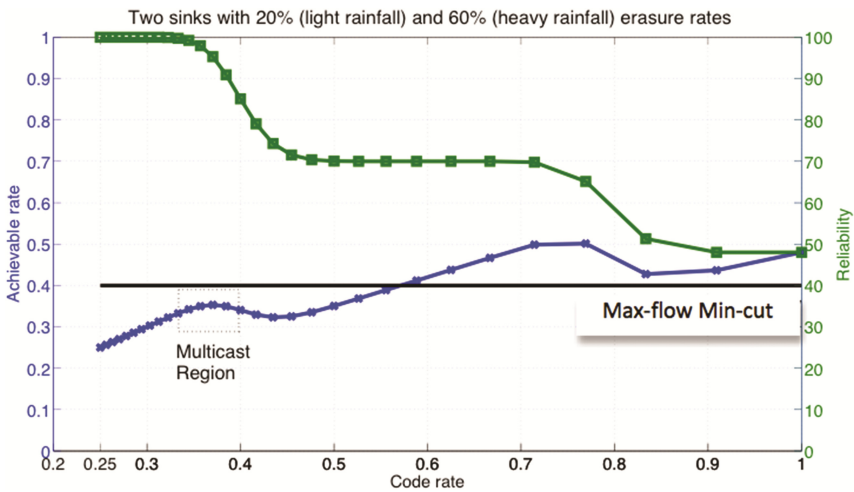 Two sinks with 20% (light rainfall) and 60% (heavy rainfall) erasure rates
Achievable rate
1
0.9
0.8
0.7
0.6
0.5
0.4
0.3
0.2
0.1
0
100
90
80
70
60
50
40
30
20
10
0
Reliability
Max-flow Min-cut
Multicast
Region
0.2 0.25 0.3 0.4 0.5 0.6 0.7 0.8 0.9 1
Code rate